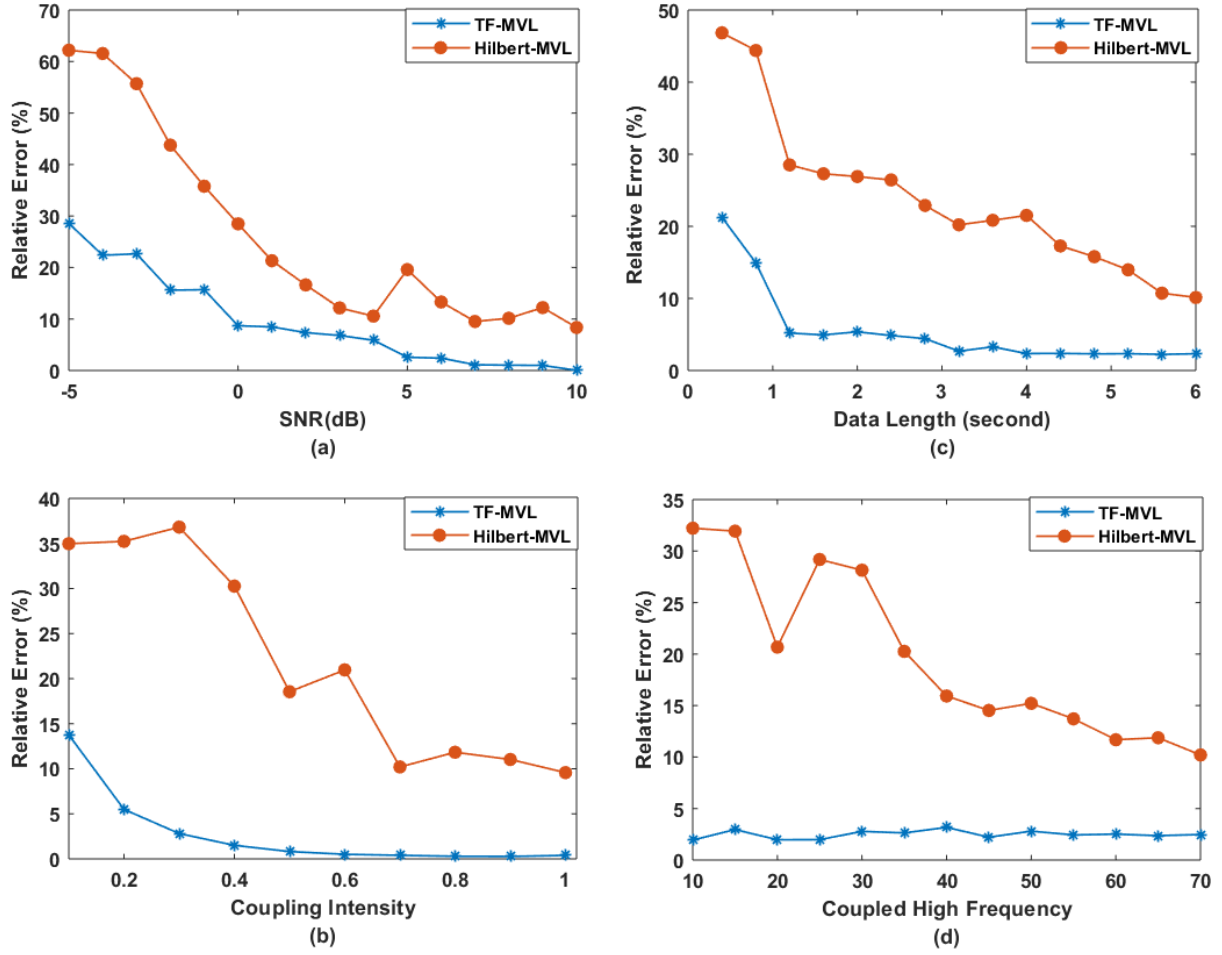 70
60
50
40
30
20
10
0
Relative Error (%)
-5
0
5
10
SNR(dB)
(a)
TF-MVL
Hilbert-MVL
50
40
30
20
10
0
Relative Error (%)
0
1
2
3
4
5
6
Data Length (second)
(c)
TF-MVL
Hilbert-MVL
40
35
30
25
20
15
10
5
0
Relative Error (%)
0.2
0.4
0.6
0.8
1
Coupling Intensity
(b)
TF-MVL
Hilbert-MVL
35
30
25
20
15
10
5
0
Relative Error (%)
10
20
30
40
50
60
70
Coupled High Frequency
(d)
TF-MVL
Hilbert-MVL